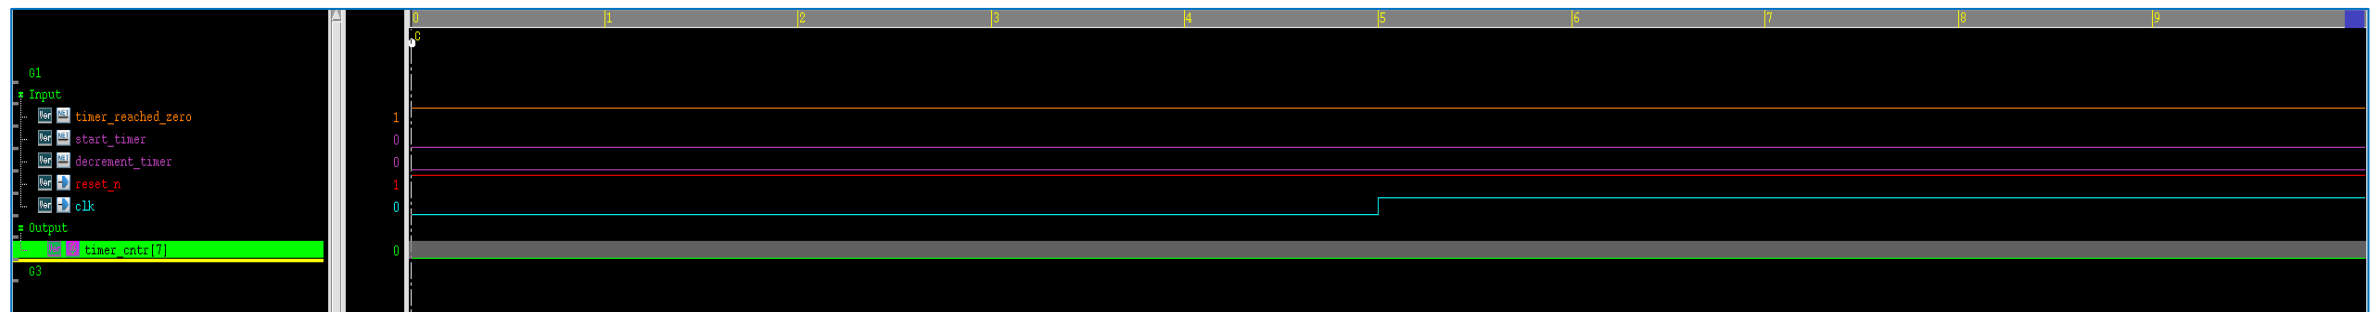 0 1 2 3 4 5 6 7 8 9
C
G1
Input
timer_reached_zero 1
start_timer 0
decrement_timer 0
reset_n 1
clk 0
Output
timer_cntr[7] 0
G3